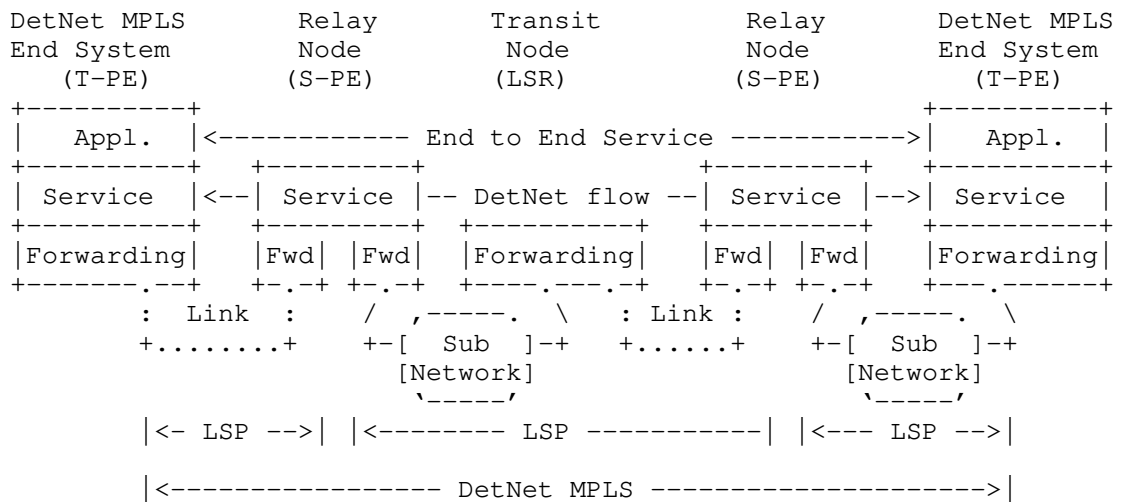 DetNet MPLS Relay Transit Relay DetNet MPLS
End System Node Node Node End System
(T-PE) (S-PE) (LSR) (S-PE) (T-PE)
Appl. <------------ End to End Service -----------> Appl.
Service <--| Service |-- DetNet flow --| Service |-->| Service
Forwarding Fwd Fwd Forwarding Fwd Fwd Forwarding
: Link : / ,-----. \ : Link : / ,-----. \
+........+ +-[ Sub ]-+ +......+ +-[ Sub ]-+
[Network] [Network]
`-----' `-----'
|<- LSP -->| |<-------- LSP -----------| |<--- LSP -->|
|<----------------- DetNet MPLS --------------------->|